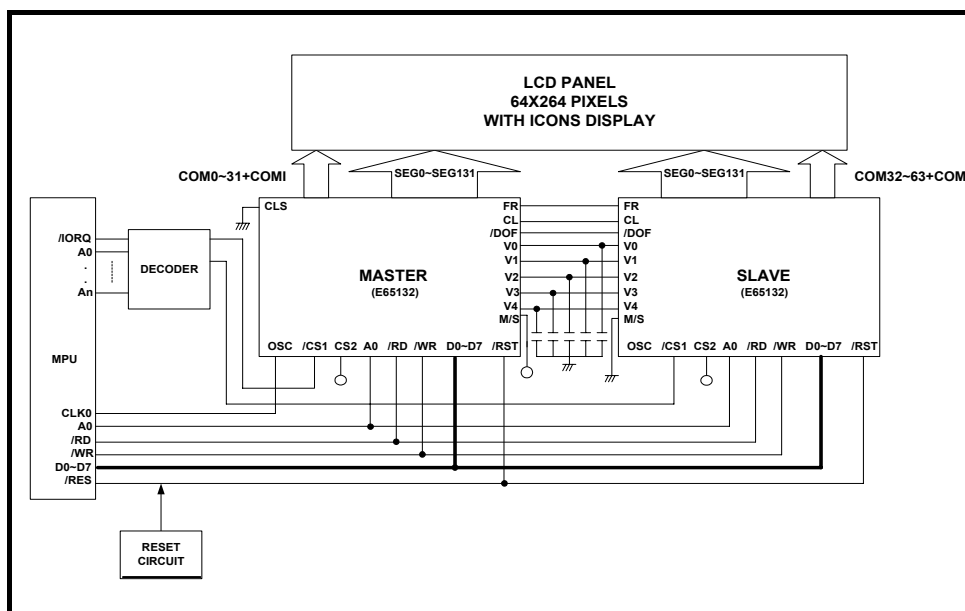 LCD PANEL
64X264 PIXELS
WITH ICONS DISPLAY
COM0~31+COMI
SEG0~SEG131
SEG0~SEG131
COM32~63+COM
CLS
FR
CL
/DOF
V0
V1
V2
V3
V4
M/S
MASTER
(E65132)
OSC /CS1 CS2 A0 /RD /WR D0~D7 /RST
FR
CL
/DOF
V0
V1
V2
V3
V4
M/S
SLAVE
(E65132)
OSC /CS1 CS2 A0 /RD /WR D0~D7 /RST
/IORQ
A0
.
.
An
DECODER
MPU
CLK0
A0
/RD
/WR
D0~D7
/RES
RESET
CIRCUIT